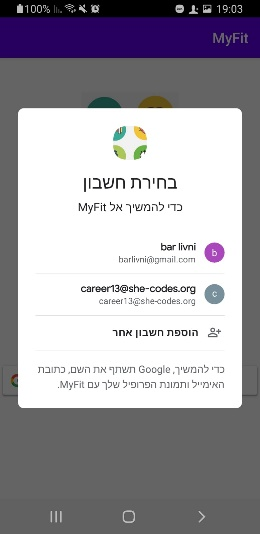 100% 19:03
MyFit
בחירת חשבון
כדי להמשיך אל MyFit
bar livni
barlivni@gmail.com
b
career13@she-codes.org
career13@she-codes.org
c
הוספת חשבון אחר
כדי להמשיך, Google תשתף את השם, כתובת
האימייל ותמונת הפרופיל שלך עם MyFit.